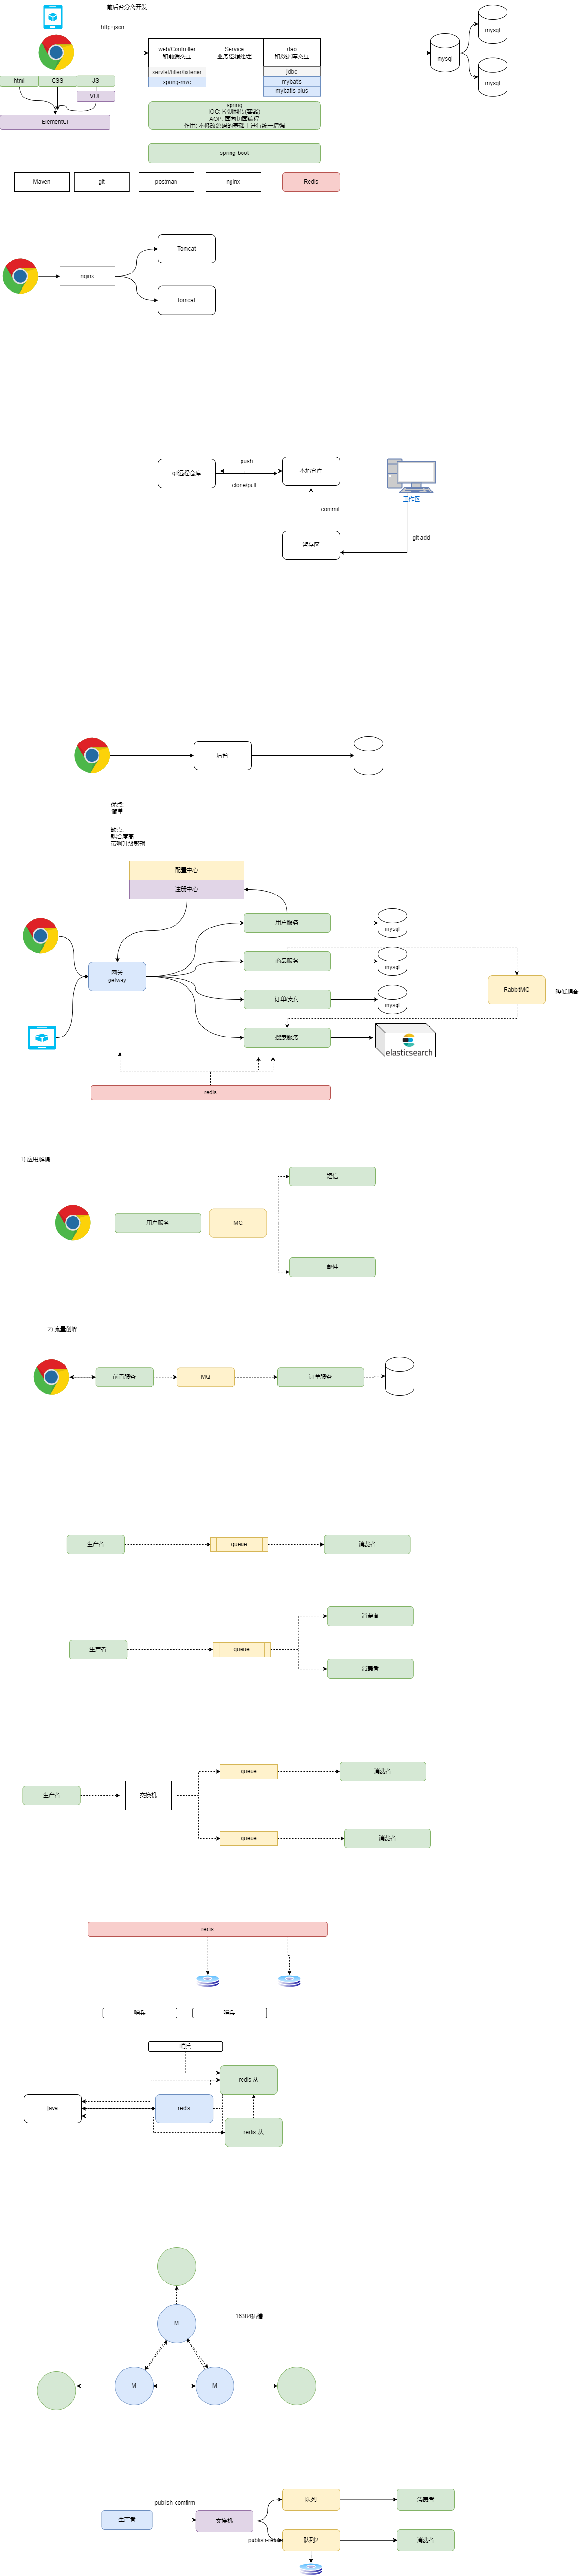 前后台分离开发
http+json
web/Controller
和前端交互
Service
业务逻辑处理
dao
和数据库交互
mysql
mysql
mysql
html
CSS
JS
VUE
ElementUI
servlet/filter/listener
spring-mvc
jdbc
mybatis
mybatis-plus
spring
IOC: 控制翻转(容器)
AOP: 面向切面编程
作用: 不修改源码的基础上进行统一增强
spring-boot
Maven
git
postman
nginx
Redis
Tomcat
nginx
tomcat
push
git远程仓库
本地仓库
clone/pull
工作区
commit
git add
暂存区
后台
优点:
简单
缺点:
耦合度高
带啊升级解放
配置中心
注册中心
用户服务
mysql
商品服务
mysql
网关
getway
RabbitMQ
降低耦合
订单/支付
mysql
搜索服务
elasticsearch
redis
1) 应用解耦
短信
用户服务
MQ
邮件
2) 流量削峰
前置服务
MQ
订单服务
生产者
queue
消费者
消费者
生产者
queue
消费者
queue
消费者
生产者
交换机
queue
消费者
redis
哨兵
哨兵
哨兵
redis 从
java
redis
redis 从
16384插槽
M
M
M
publish-comfirm
队列
消费者
生产者
交换机
队列2
消费者